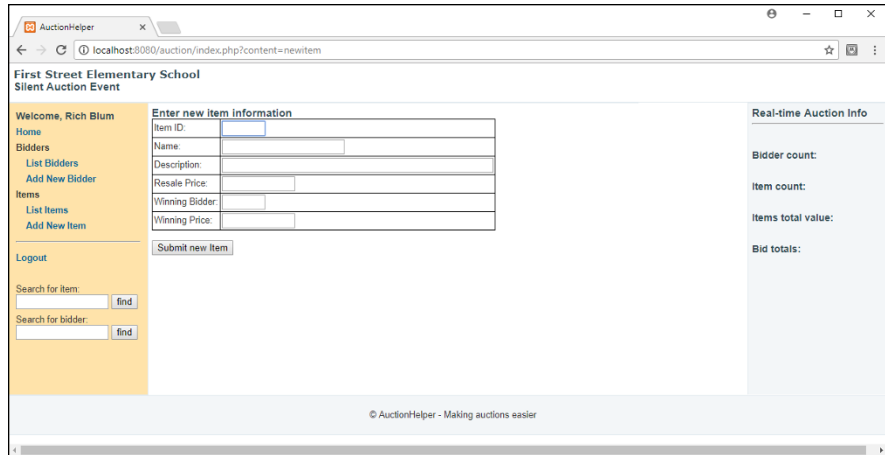 AuctionHelper
localhost:8080/auction/index.php?content=newitem
First Street Elementary School
Silent Auction Event
Welcome, Rich Blum
Home
Bidders
List Bidders
Add New Bidder
Items
List Items
Add New Item
Logout
Search for item:
find
Search for bidder:
find
Enter new item information
Item ID:
Name:
Description:
Resale Price:
Winning Bidder:
Winning Price:
Submit new Item
Real-time Auction Info
Bidder count:
Item count:
Items total value:
Bid totals:
© AuctionHelper - Making auctions easier